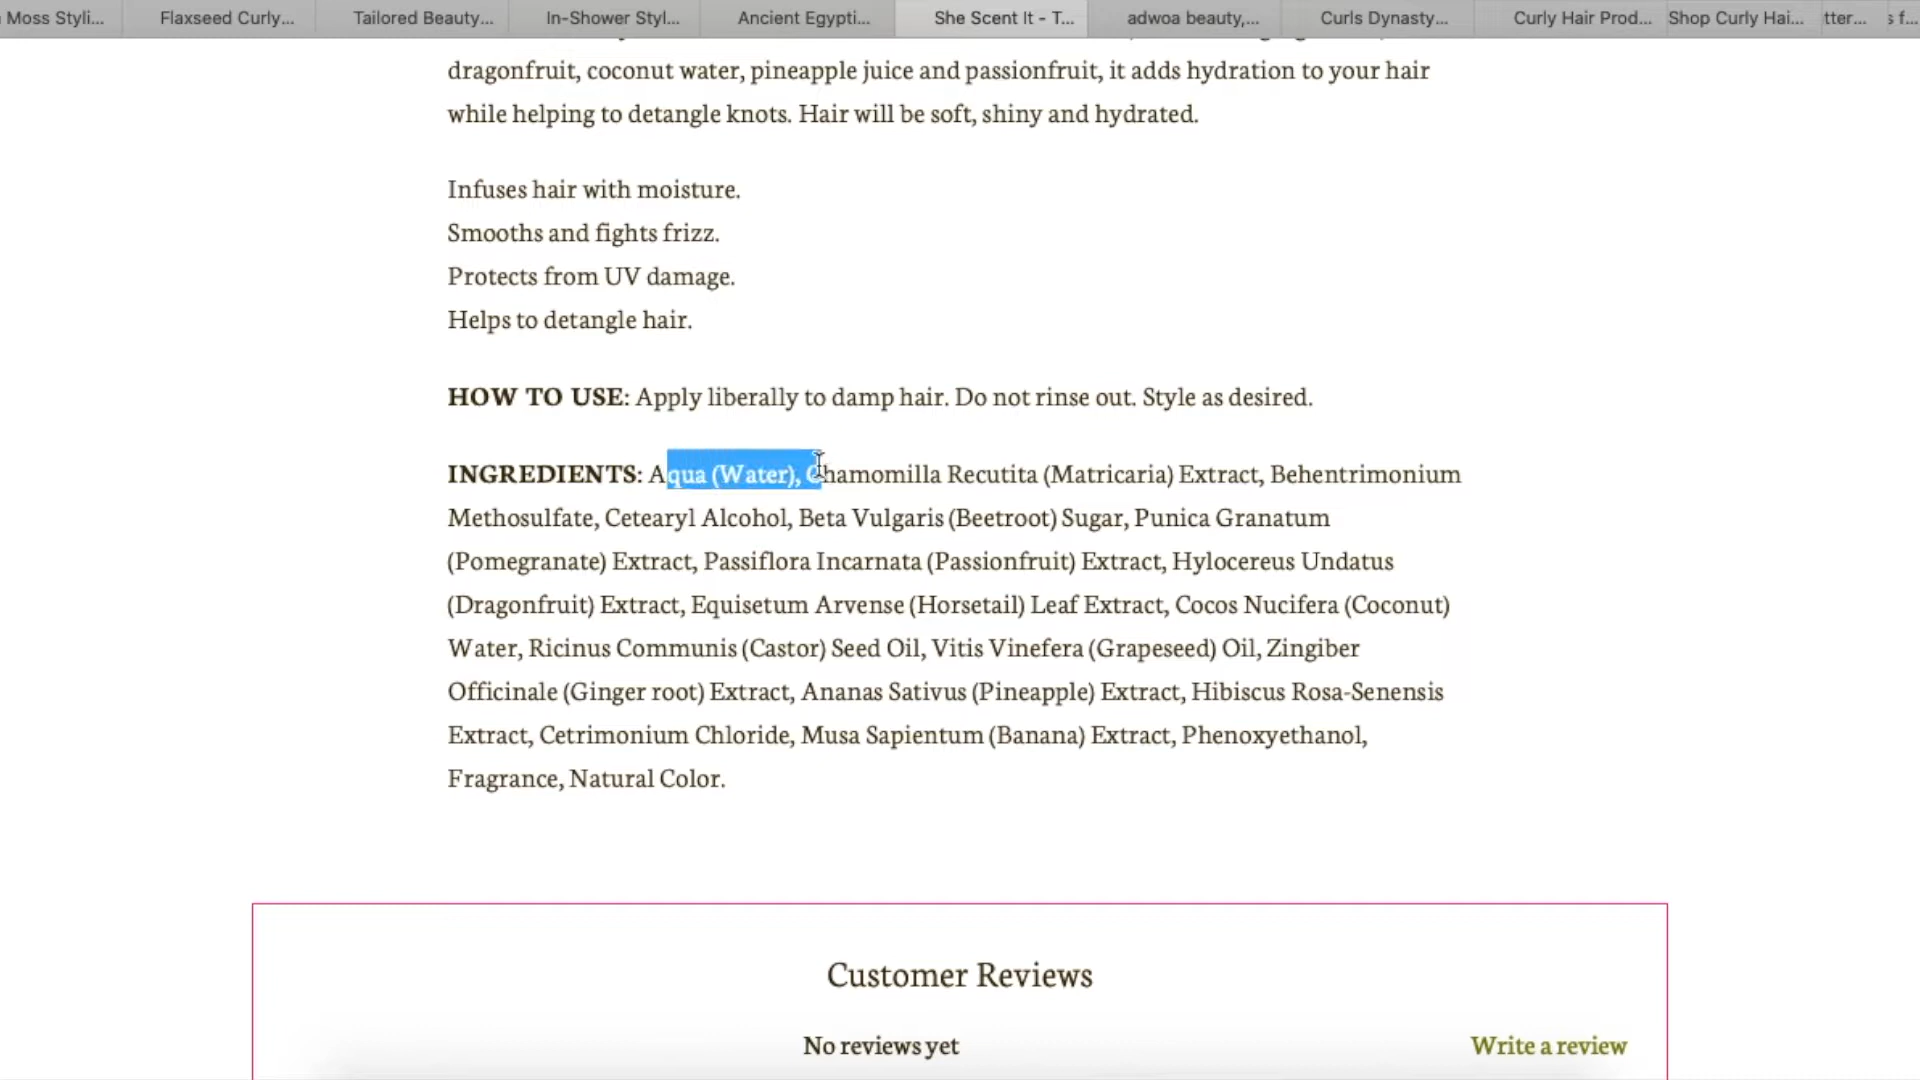 Moss Styli...
Flaxseed Curly...
Tailored Beauty...
In-Shower Styl...
Ancient Egypti...
She Scent It - T...
adwoa beauty,...
Curls Dynasty...
Curly Hair Prod...
Shop Curly Hai...
tter...
s f...
dragonfruit, coconut water, pineapple juice and passionfruit, it adds hydration to your hair
while helping to detangle knots. Hair will be soft, shiny and hydrated.
Infuses hair with moisture.
Smooths and fights frizz.
Protects from UV damage.
Helps to detangle hair.
HOW TO USE: Apply liberally to damp hair. Do not rinse out. Style as desired.
INGREDIENTS: Aqua (Water), Chamomilla Recutita (Matricaria) Extract, Behentrimonium
Methosulfate, Cetearyl Alcohol, Beta Vulgaris (Beetroot) Sugar, Punica Granatum
(Pomegranate) Extract, Passiflora Incarnata (Passionfruit) Extract, Hylocereus Undatus
(Dragonfruit) Extract, Equisetum Arvense (Horsetail) Leaf Extract, Cocos Nucifera (Coconut)
Water, Ricinus Communis (Castor) Seed Oil, Vitis Vinefera (Grapeseed) Oil, Zingiber
Officinale (Ginger root) Extract, Ananas Sativus (Pineapple) Extract, Hibiscus Rosa-Senensis
Extract, Cetrimonium Chloride, Musa Sapientum (Banana) Extract, Phenoxyethanol,
Fragrance, Natural Color.
Customer Reviews
No reviews yet
Write a review